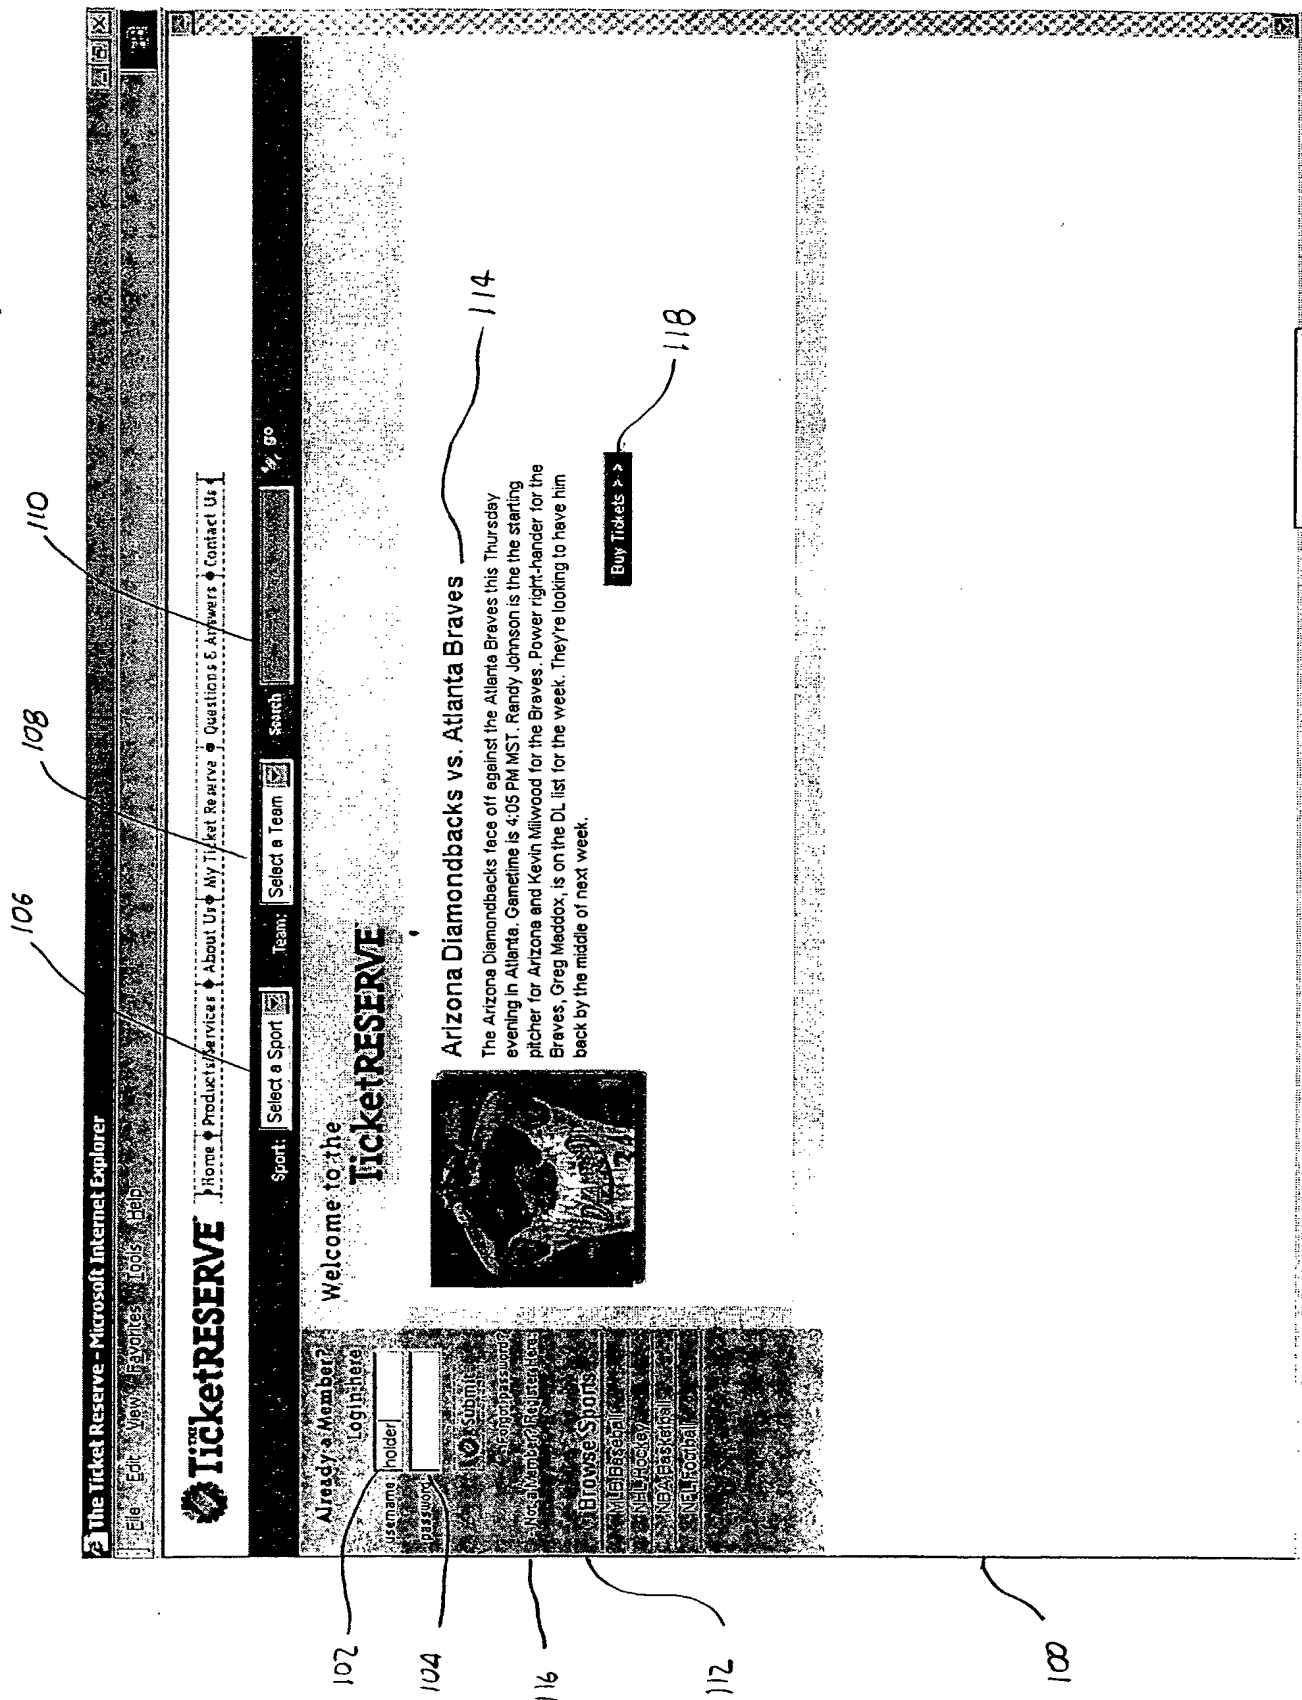 The Ticket Reserve - Microsoft Internet Explorer
File Edit View Favorites Tools Help
THE
TicketRESERVE
Home • Products/Services • About Us • My Ticket Reserve • Questions & Answers • Contact Us
Sport: Select a Sport Team: Select a Team Search go
Already a Member?
Login here
username: holder
password
Submit
Forgot password?
Not a Member? Register Here!
Browse Sports
MLB Baseball
NHL Hockey
NBA Basketball
NFL Football
Welcome to the
TicketRESERVE
Arizona Diamondbacks vs. Atlanta Braves
The Arizona Diamondbacks face off against the Atlanta Braves this Thursday
evening in Atlanta. Gametime is 4:05 PM MST. Randy Johnson is the the starting
pitcher for Arizona and Kevin Milwood for the Braves. Power right-hander for the
Braves, Greg Maddox, is on the DL list for the week. They're looking to have him
back by the middle of next week.
Buy Tickets > >
106
108
110
114
118
102
104
116
112
100